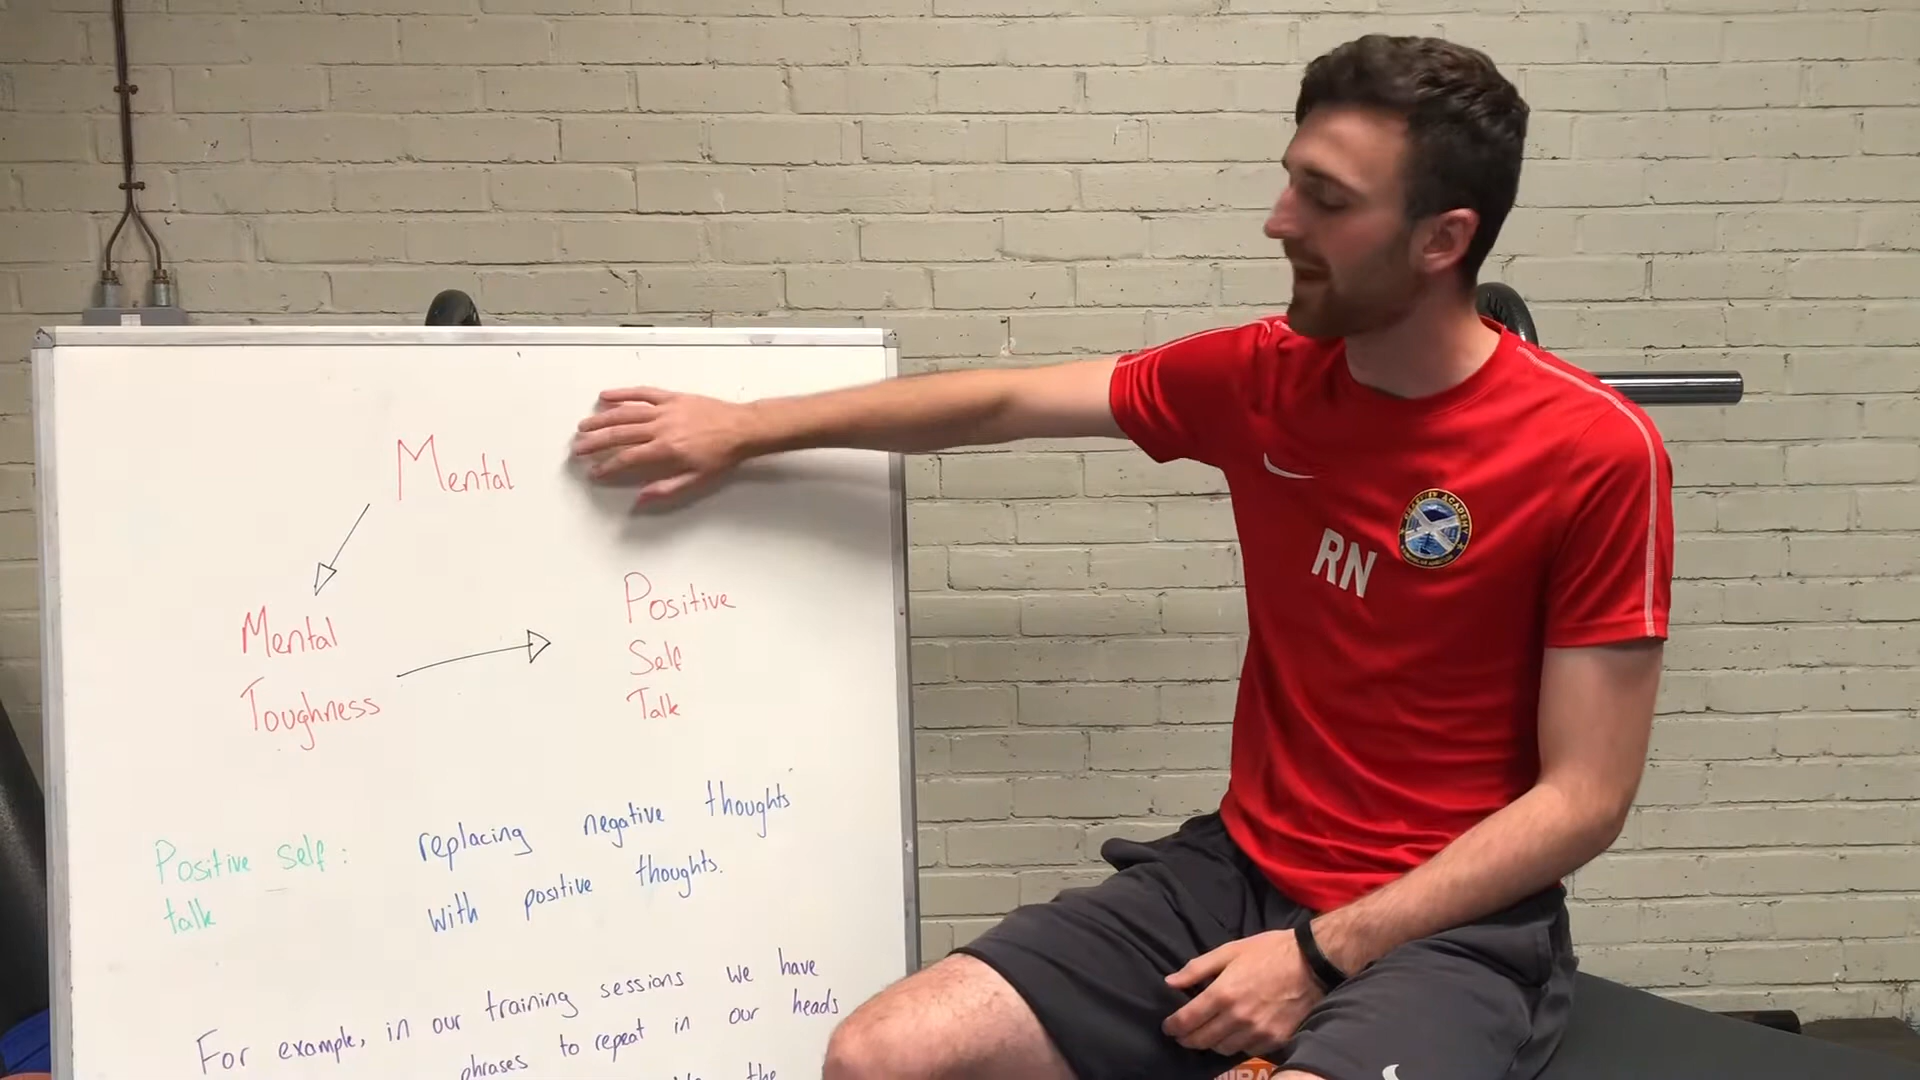 Mental
Mental
Toughness
Positive
Self
Talk
Positive self :
talk
replacing negative thoughts
with positive thoughts.
For example, in our training sessions we have
phrases to repeat in our heads
the
RN